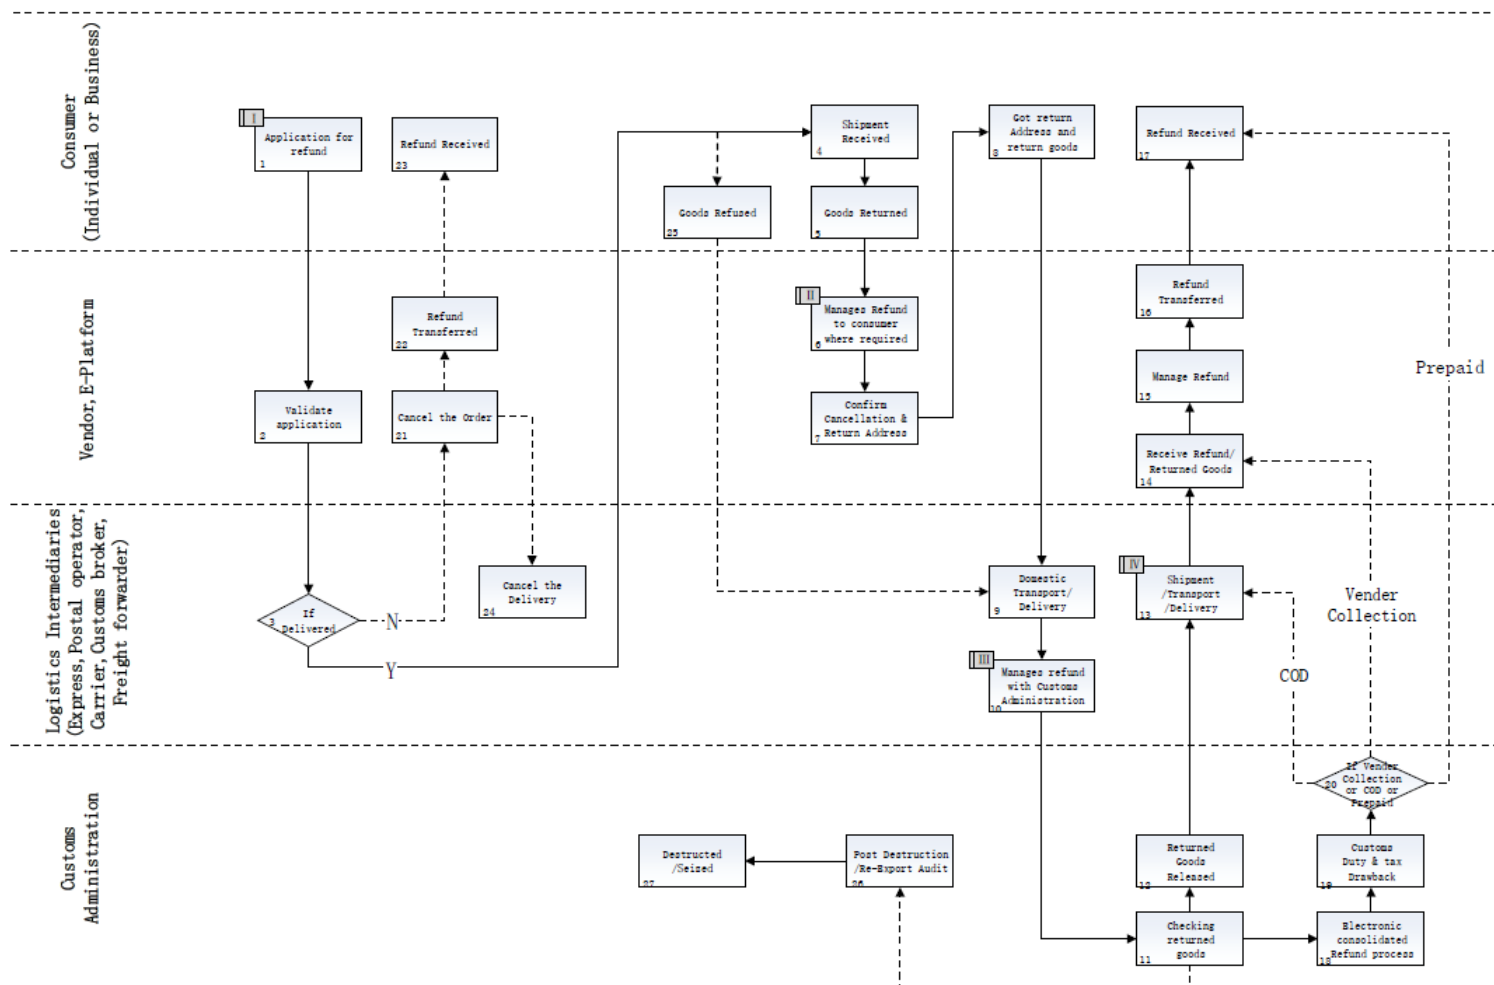 Consumer
(Individual or Business)
I
Application for
refund
1
Refund Received
23
Shipment
Received
4
Got return
Address and
return goods
8
Refund Received
17
Goods Refused
25
Goods Returned
5
Vendor, E-Platform
Refund
Transferred
22
II
Manages Refund
to consumer
where required
6
Refund
Transferred
16
Manage Refund
15
Prepaid
Validate
application
2
Cancel the Order
21
Confirm
Cancellation &
Return Address
7
Receive Refund/
Returned Goods
14
Logistics Intermediaries
(Express, Postal operator,
Carrier, Customs broker,
Freight forwarder)
Cancel the
Delivery
24
Domestic
Transport/
Delivery
9
IV
Shipment
/Transport
/Delivery
13
Vender
Collection
If
Delivered
3
N
Y
III
Manages refund
with Customs
Administration
10
COD
Customs
Administration
If Vender
Collection
or COD or
Prepaid
20
Destructed
/Seized
27
Post Destruction
/Re-Export Audit
26
Returned
Goods
Released
12
Customs
Duty & tax
Drawback
19
Checking
returned
goods
11
Electronic
consolidated
Refund process
18